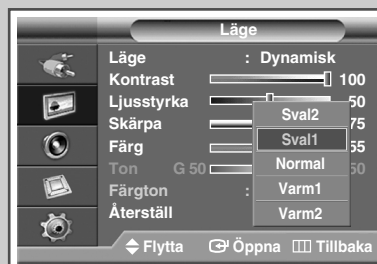 Läge
Läge : Dynamisk
Kontrast 100
Ljusstyrka 50
Skärpa 75
Färg 55
Ton G 50 50
Färgton :
Återställ
Sval2
Sval1
Normal
Varm1
Varm2
Flytta Öppna Tillbaka